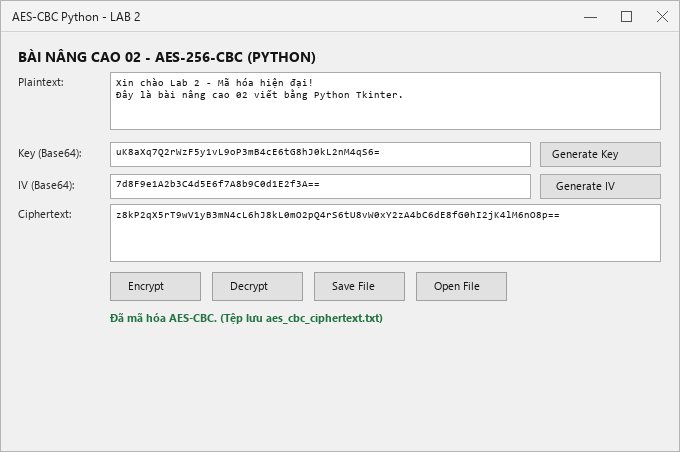 AES-CBC Python - LAB 2
BÀI NÂNG CAO 02 - AES-256-CBC (PYTHON)
Plaintext:
Xin chào Lab 2 - Mã hóa hiện đại!
Đây là bài nâng cao 02 viết bằng Python Tkinter.
Key (Base64):
uK8aXq7Q2rWzF5y1vL9oP3mB4cE6tG8hJ0kL2nM4qS6=
Generate Key
IV (Base64):
7d8F9e1A2b3C4d5E6f7A8b9C0d1E2f3A==
Generate IV
Ciphertext:
z8kP2qX5rT9wV1yB3mN4cL6hJ8kL0mO2pQ4rS6tU8vW0xY2zA4bC6dE8fG0hI2jK4lM6nO8p==
Encrypt
Decrypt
Save File
Open File
Đã mã hóa AES-CBC. (Tệp lưu aes_cbc_ciphertext.txt)